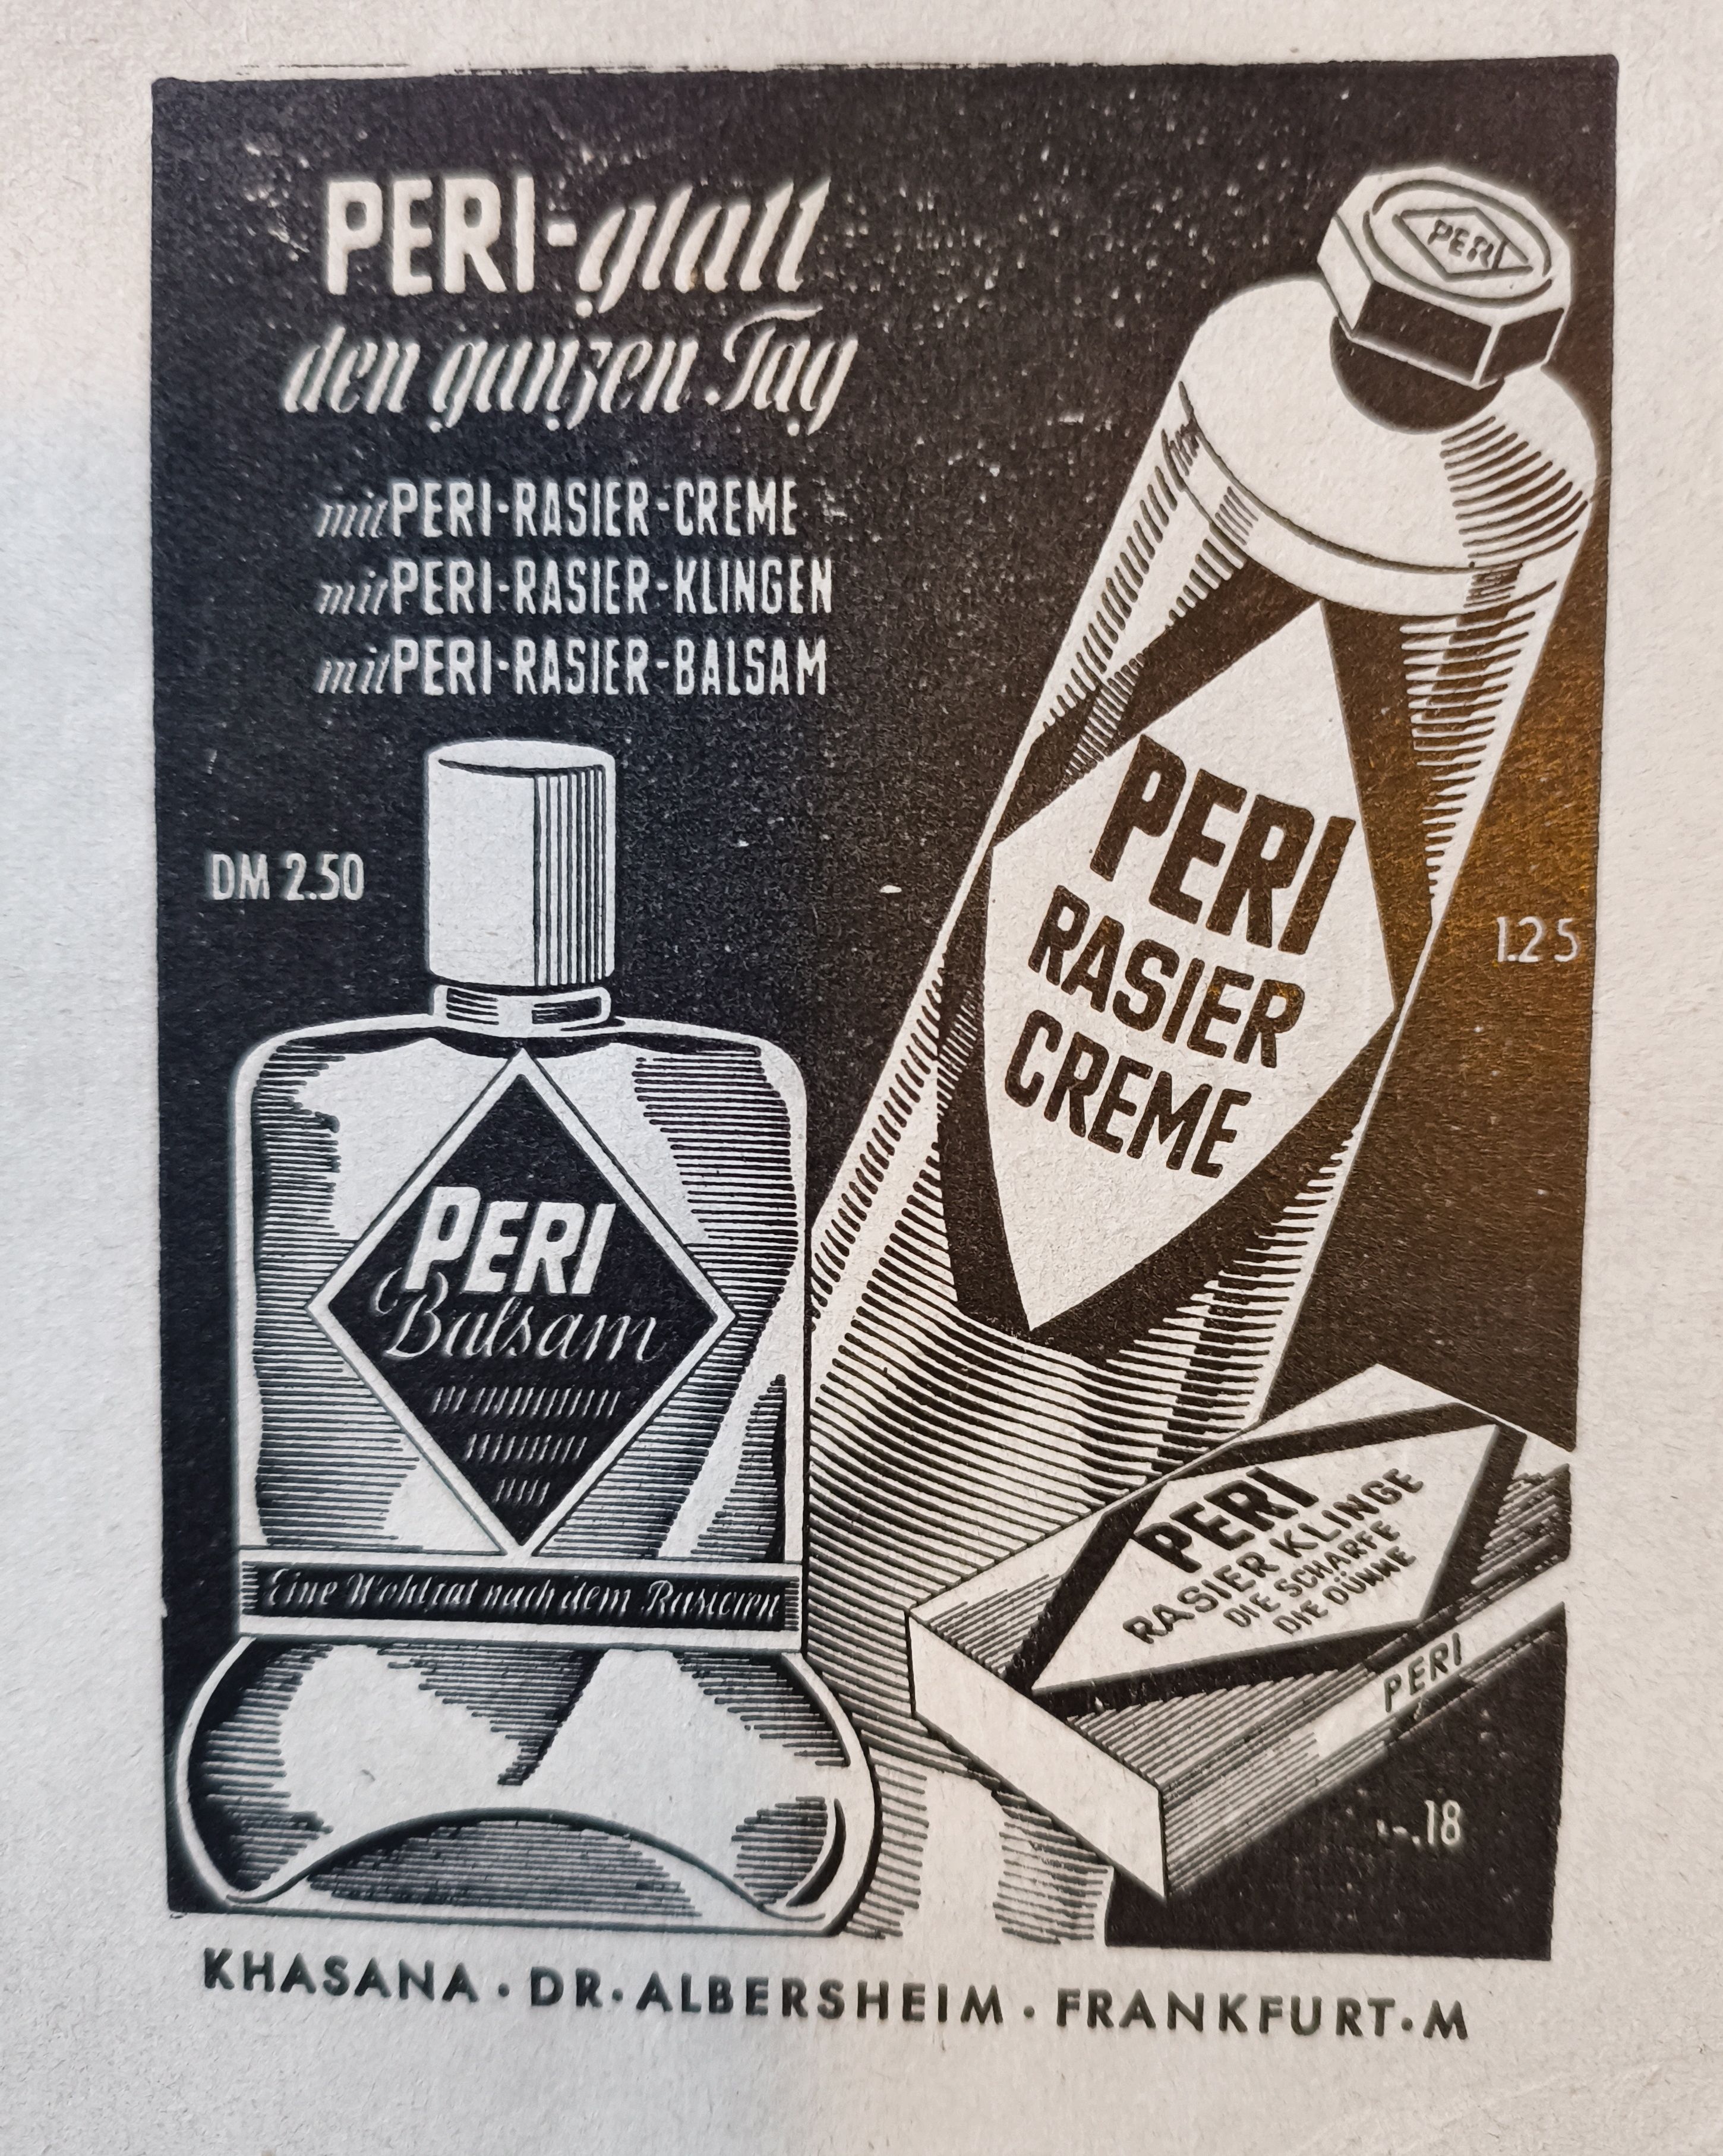 PERI-glatt
den ganzen Tag
mit PERI-RASIER-CREME
mit PERI-RASIER-KLINGEN
mit PERI-RASIER-BALSAM
PERI
DM 2.50
PERI
RASIER
CREME
1.25
PERI
Balsam
Eine Wohltat nach dem Rasieren
PERI
RASIER KLINGE
DIE SCHARFE
DIE DÜNNE
PERI
-.18
KHASANA · DR. ALBERSHEIM · FRANKFURT·M